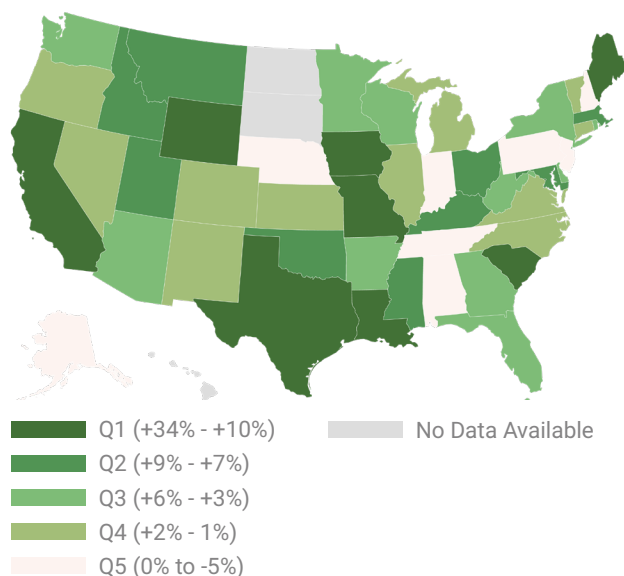 Q1 (+34% - +10%)
No Data Available
Q2 (+9% - +7%)
Q3 (+6% - +3%)
Q4 (+2% - 1%)
Q5 (0% to -5%)